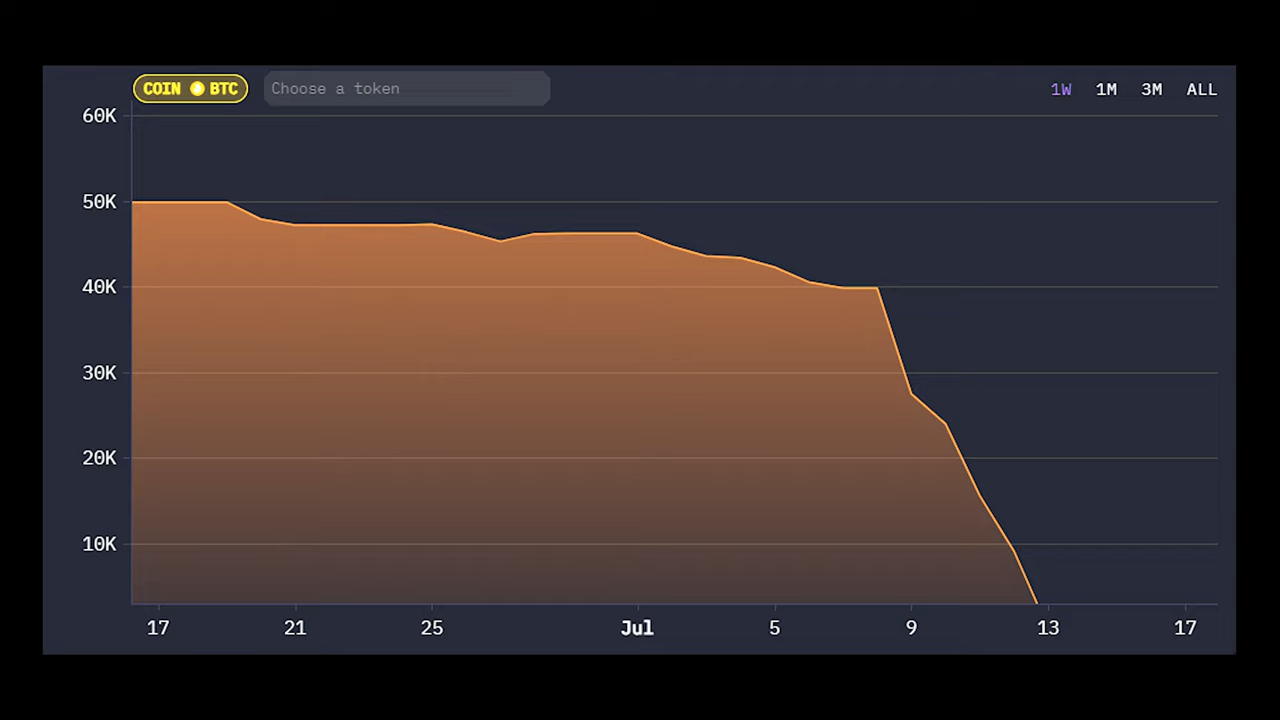 COIN BTC Choose a token 1W 1M 3M ALL
60K
50K
40K
30K
20K
10K
17 21 25 Jul 5 9 13 17